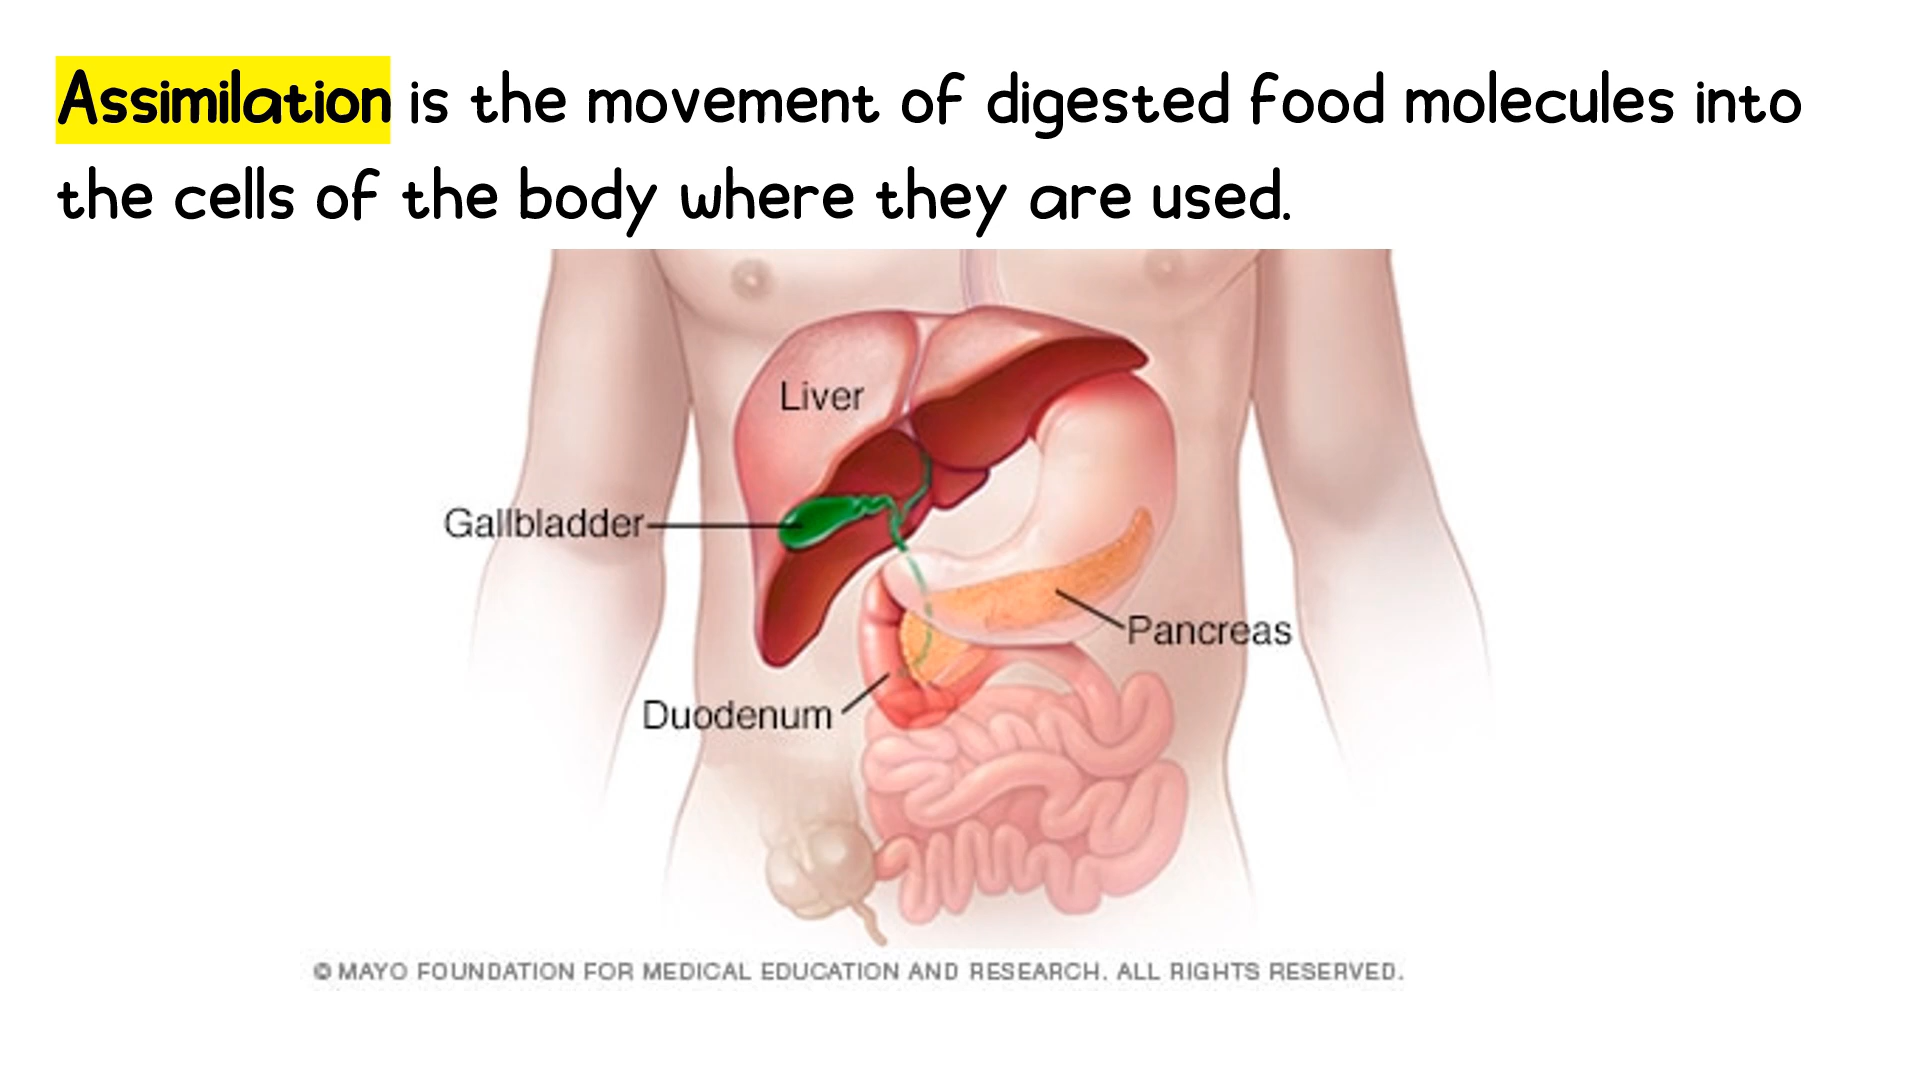 Assimilation is the movement of digested food molecules into
the cells of the body where they are used.
Liver
Gallbladder
Pancreas
Duodenum
© MAYO FOUNDATION FOR MEDICAL EDUCATION AND RESEARCH. ALL RIGHTS RESERVED.